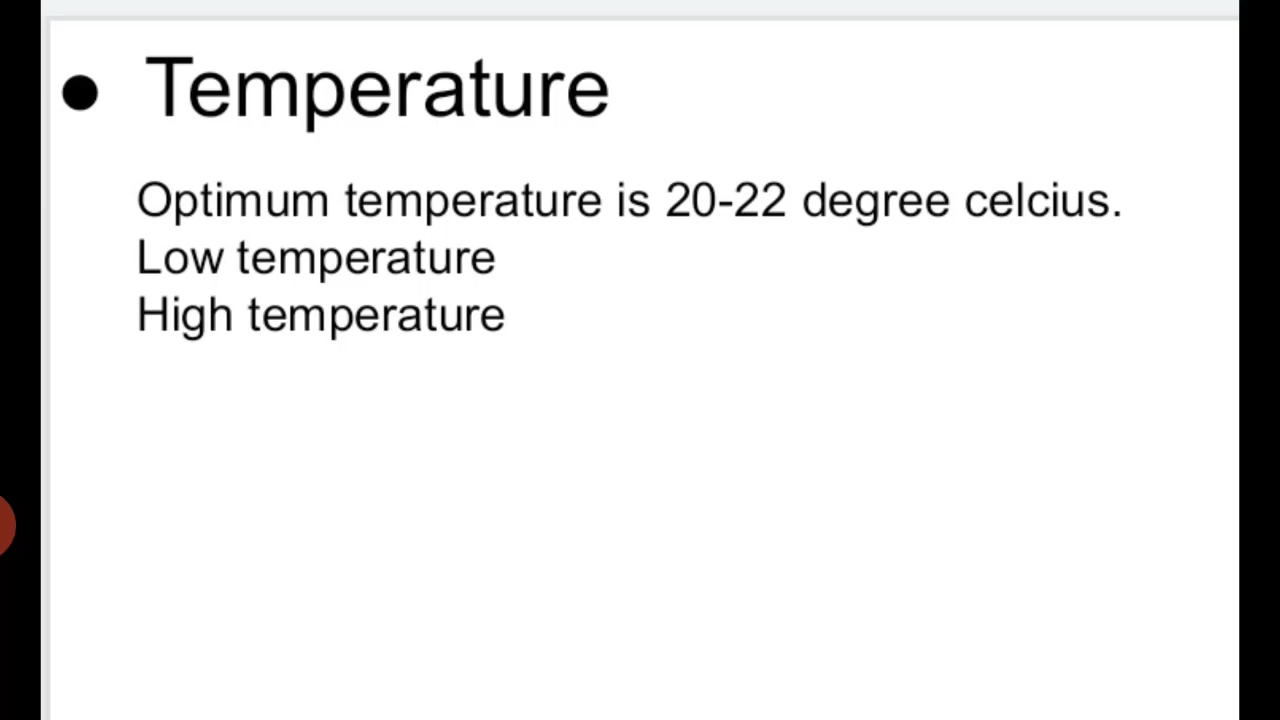 ● Temperature
Optimum temperature is 20-22 degree celcius.
Low temperature
High temperature